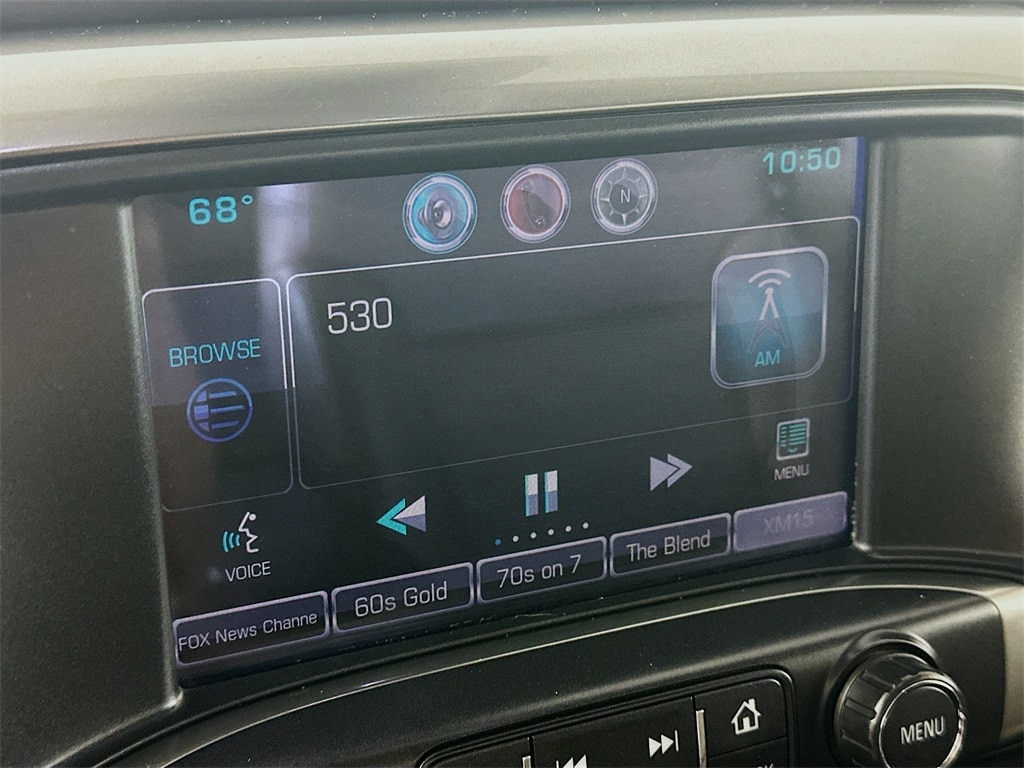 68°
N
10:50
BROWSE
530
AM
MENU
VOICE
FOX News Channe
60s Gold
70s on 7
The Blend
XM15
MENU